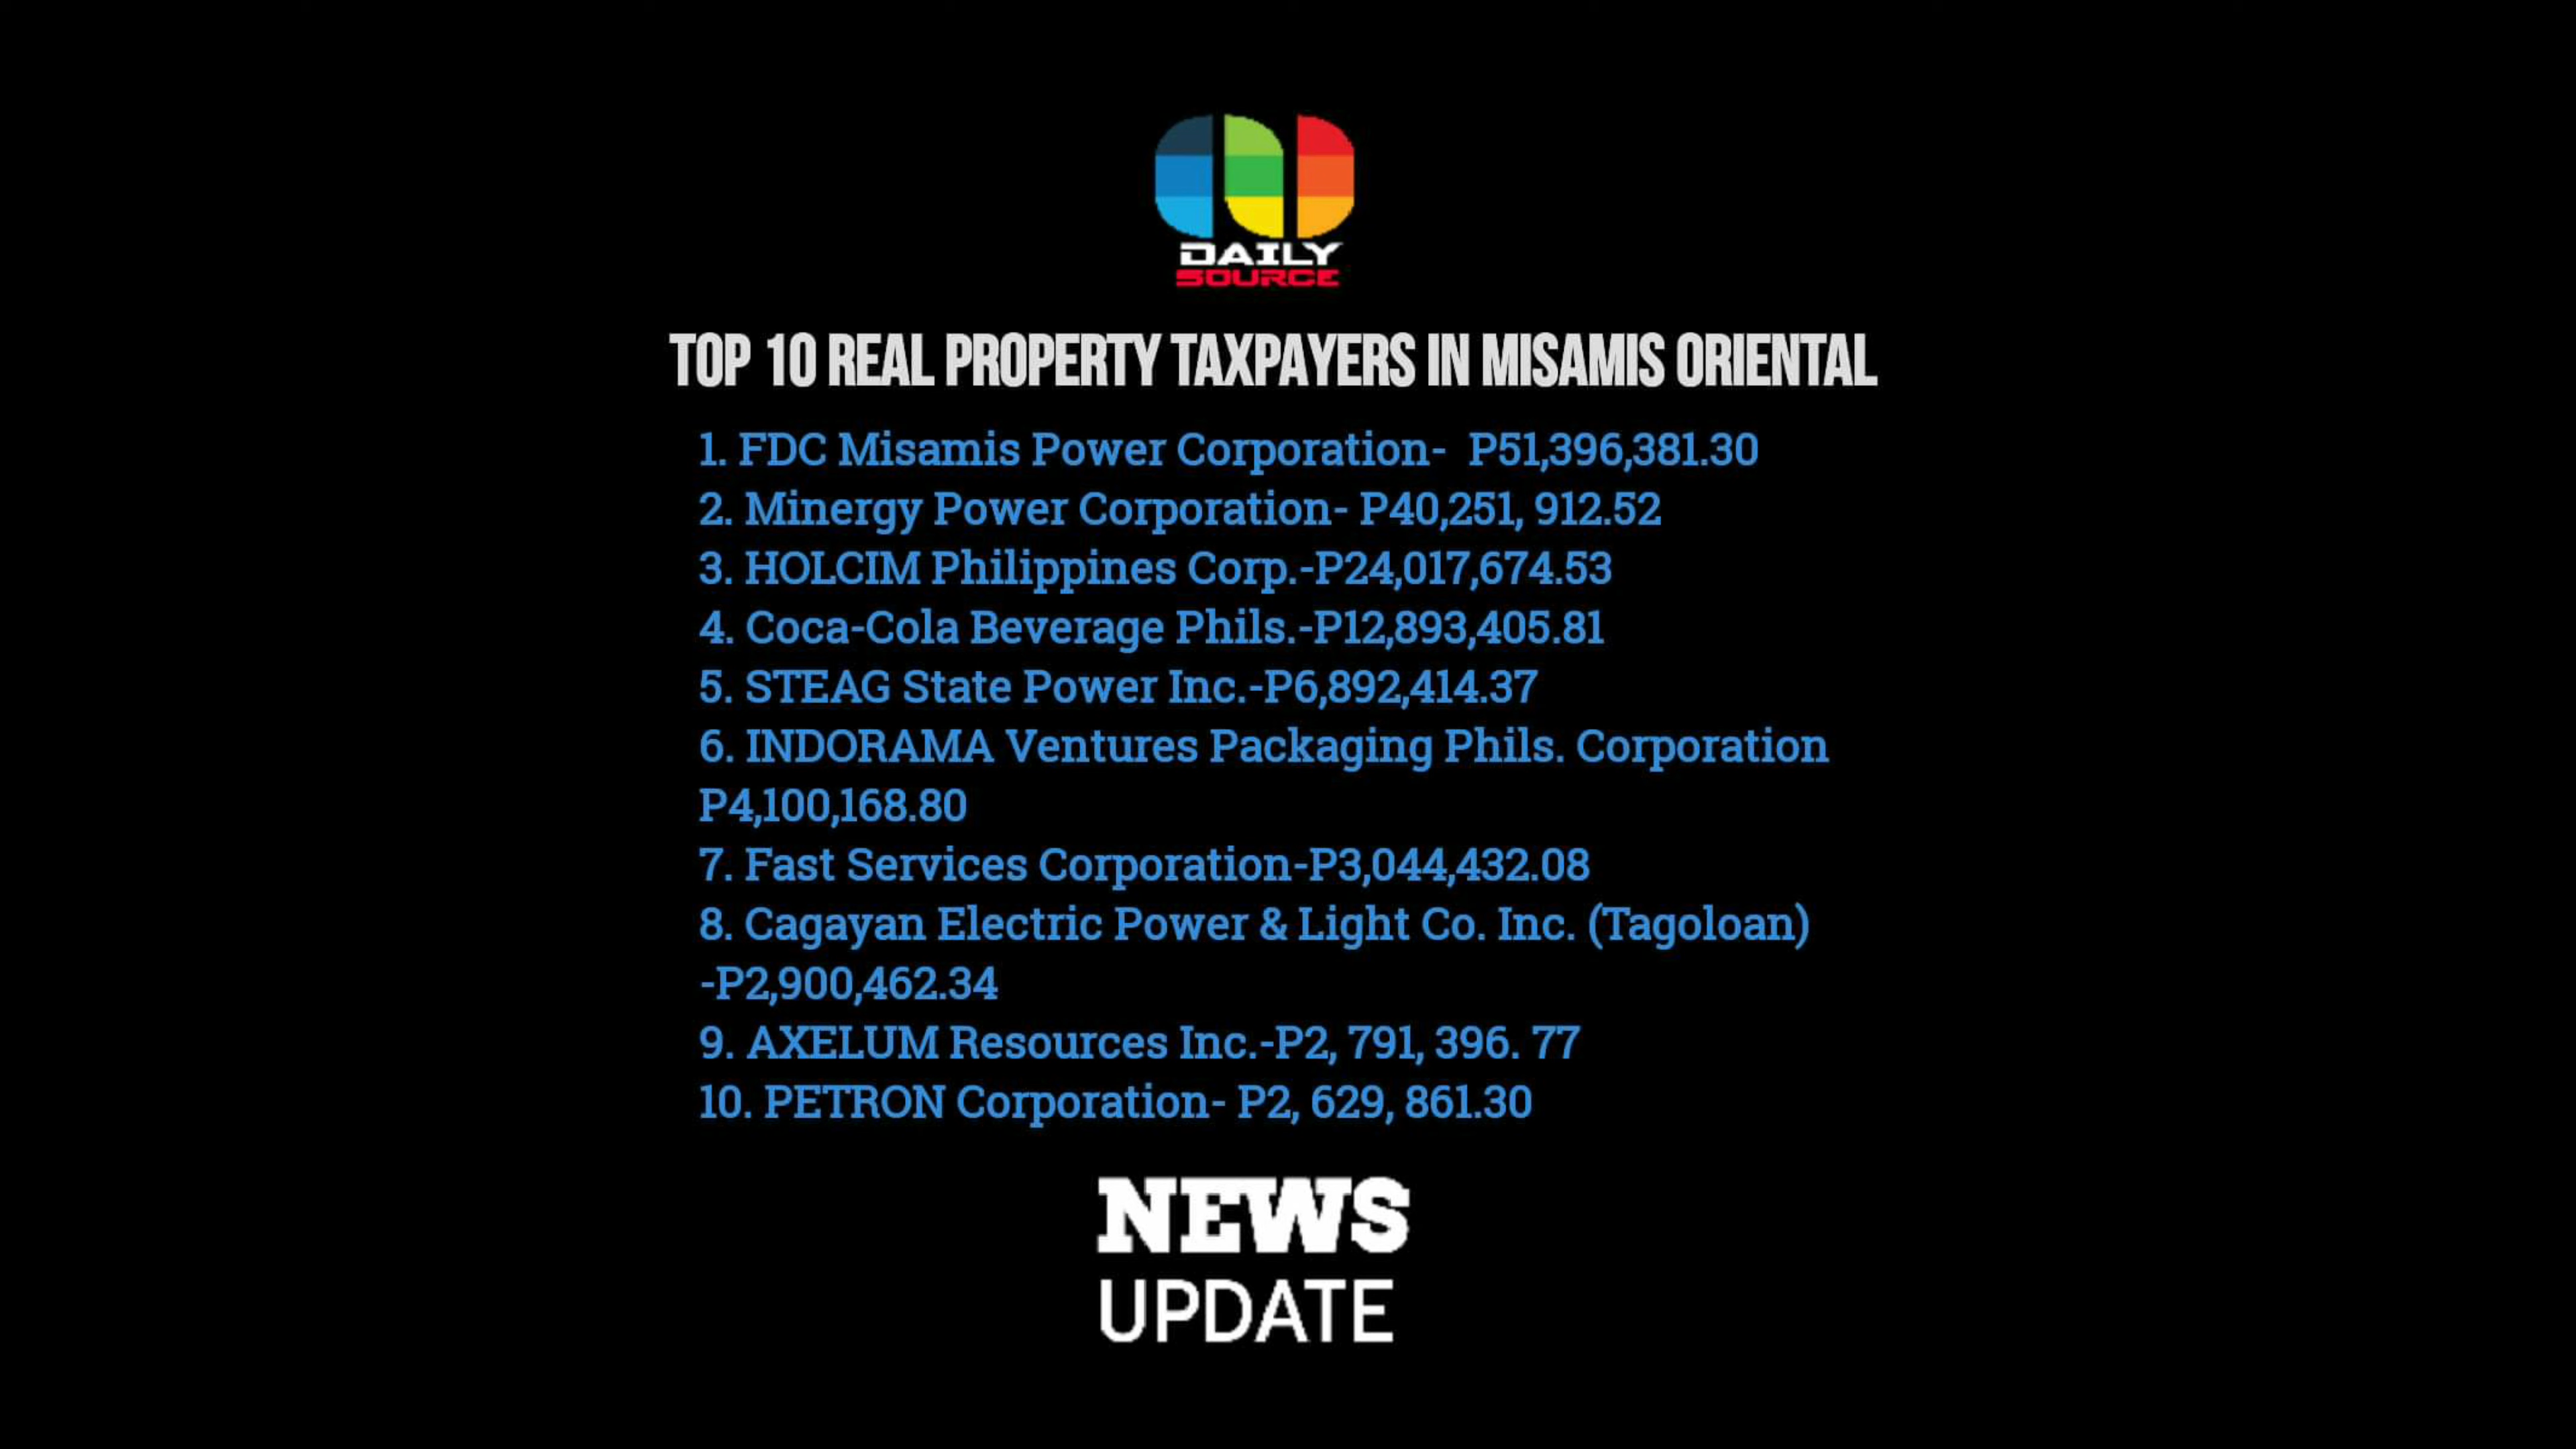 DAILY
SOURCE
TOP 10 REAL PROPERTY TAXPAYERS IN MISAMIS ORIENTAL
1. FDC Misamis Power Corporation-  P51,396,381.30
2. Minergy Power Corporation- P40,251, 912.52
3. HOLCIM Philippines Corp.-P24,017,674.53
4. Coca-Cola Beverage Phils.-P12,893,405.81
5. STEAG State Power Inc.-P6,892,414.37
6. INDORAMA Ventures Packaging Phils. Corporation
P4,100,168.80
7. Fast Services Corporation-P3,044,432.08
8. Cagayan Electric Power & Light Co. Inc. (Tagoloan)
-P2,900,462.34
9. AXELUM Resources Inc.-P2, 791, 396. 77
10. PETRON Corporation- P2, 629, 861.30
NEWS
UPDATE